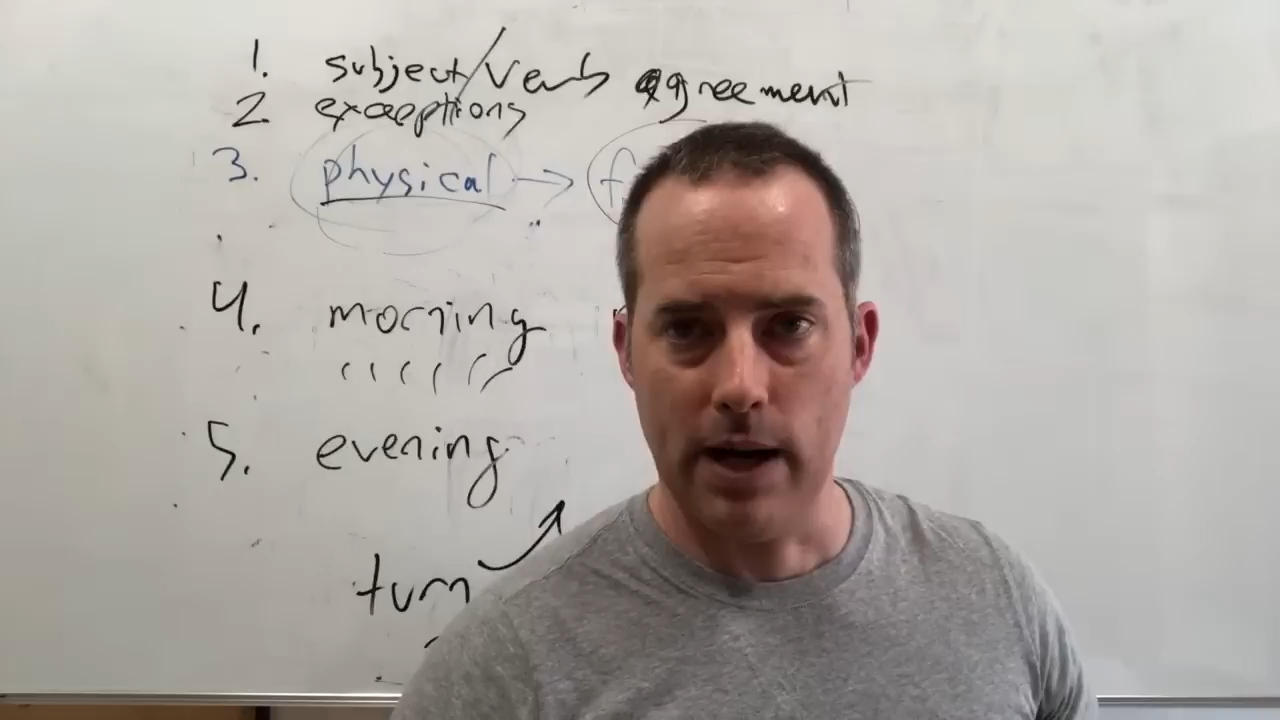 1. subject/verb agreement
2. exceptions
3. physical → f
4. morning
5. evening
turn